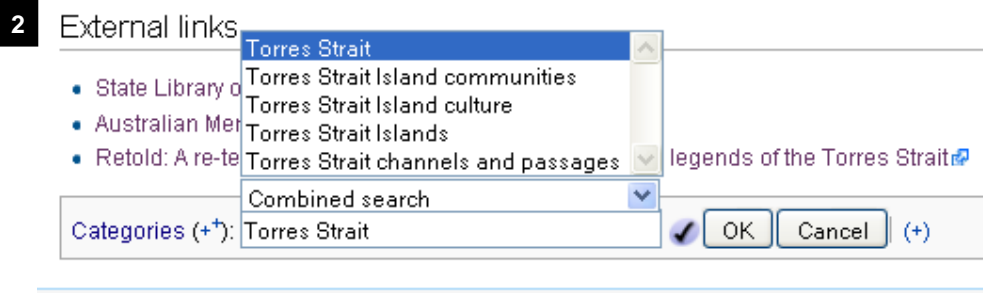 2
External links
Torres Strait
Torres Strait Island communities
State Library o
Torres Strait Island culture
Australian Mer
Torres Strait Islands
Retold: A re-te
Torres Strait channels and passages
legends of the Torres Strait
Combined search
Categories (+⁺): Torres Strait OK Cancel (+)